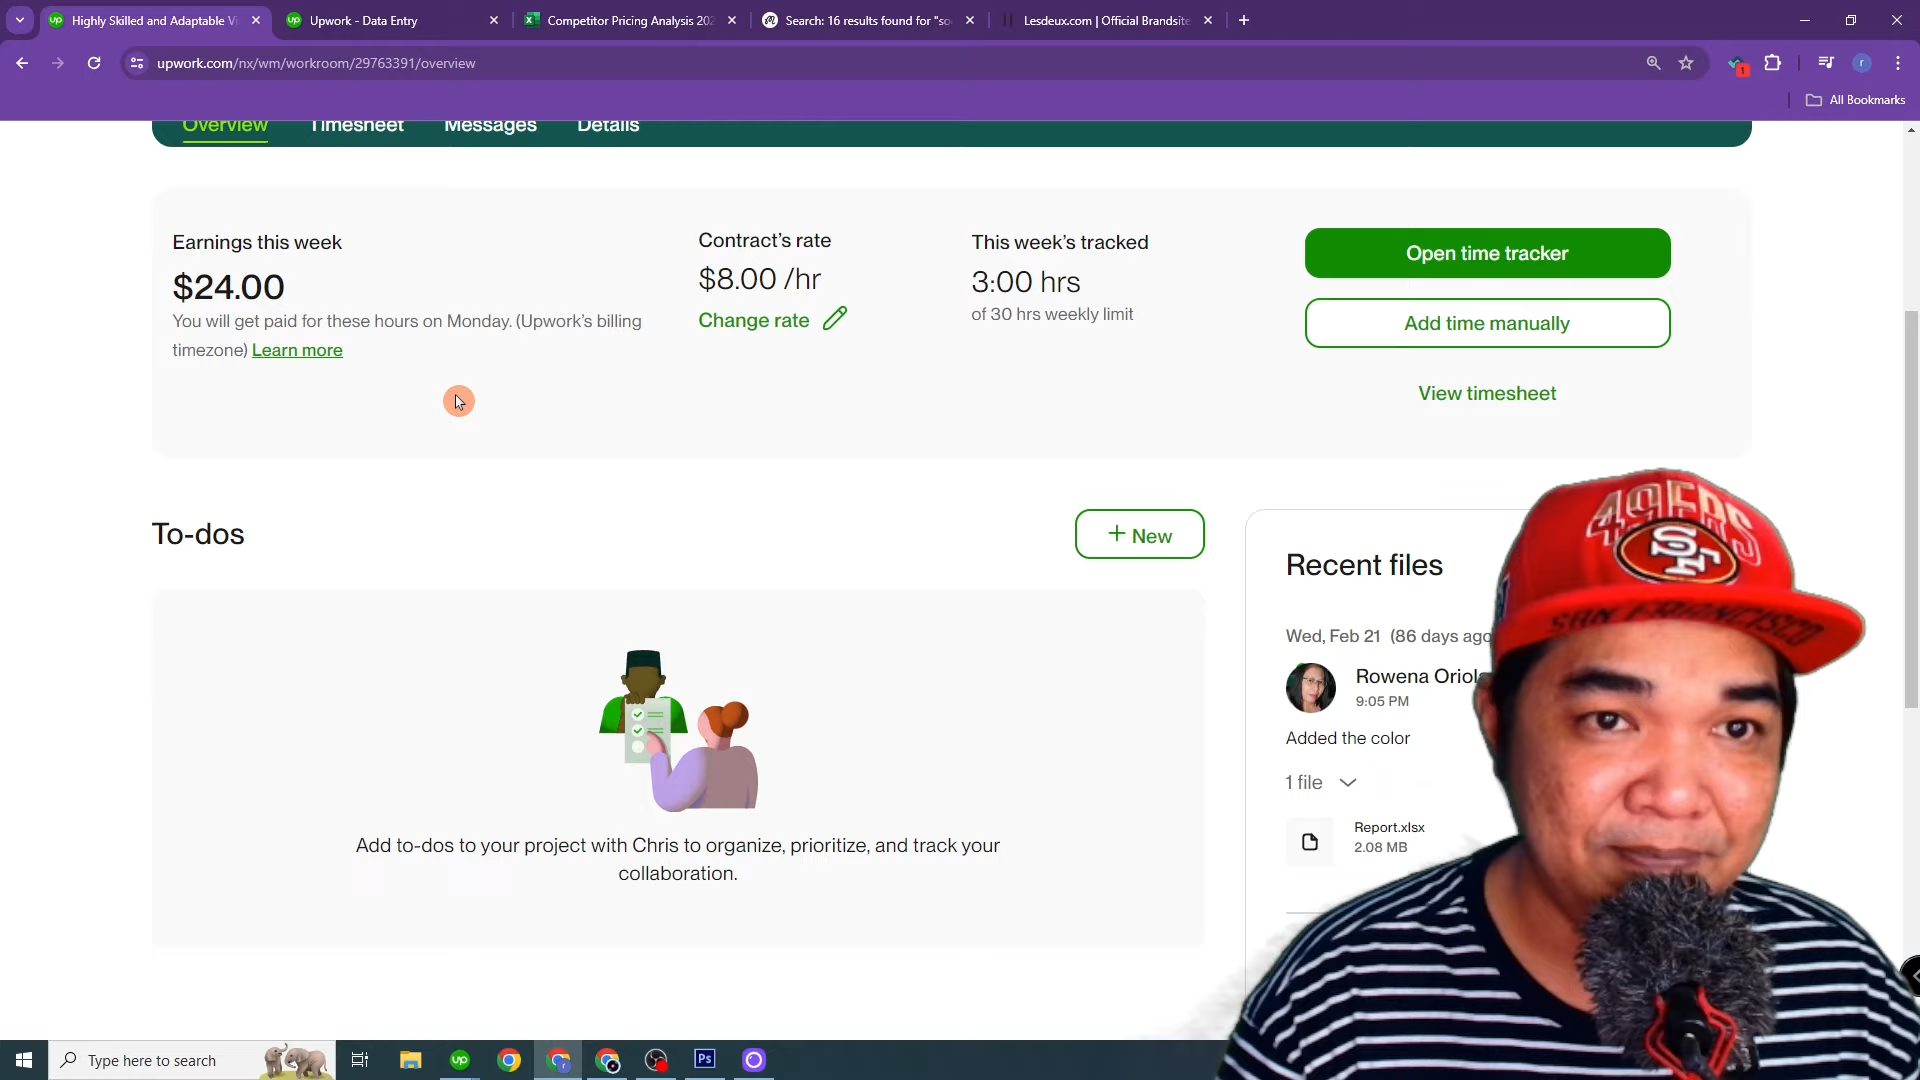 Highly Skilled and Adaptable Vi
Upwork - Data Entry
Competitor Pricing Analysis 202
Search: 16 results found for "so
Lesdeux.com | Official Brandsite
upwork.com/nx/wm/workroom/29763391/overview
1
r
All Bookmarks
Overview
Timesheet
Messages
Details
Earnings this week
$24.00
You will get paid for these hours on Monday. (Upwork's billing
timezone) Learn more
Contract's rate
$8.00 /hr
Change rate
This week's tracked
3:00 hrs
of 30 hrs weekly limit
Open time tracker
Add time manually
View timesheet
To-dos
+ New
Add to-dos to your project with Chris to organize, prioritize, and track your
collaboration.
Recent files
Wed, Feb 21 (86 days ago
Rowena Oriol
9:05 PM
Added the color
1 file
Report.xlsx
2.08 MB
49ERS
SF
SAN FRANCISCO
Type here to search
up
Ps